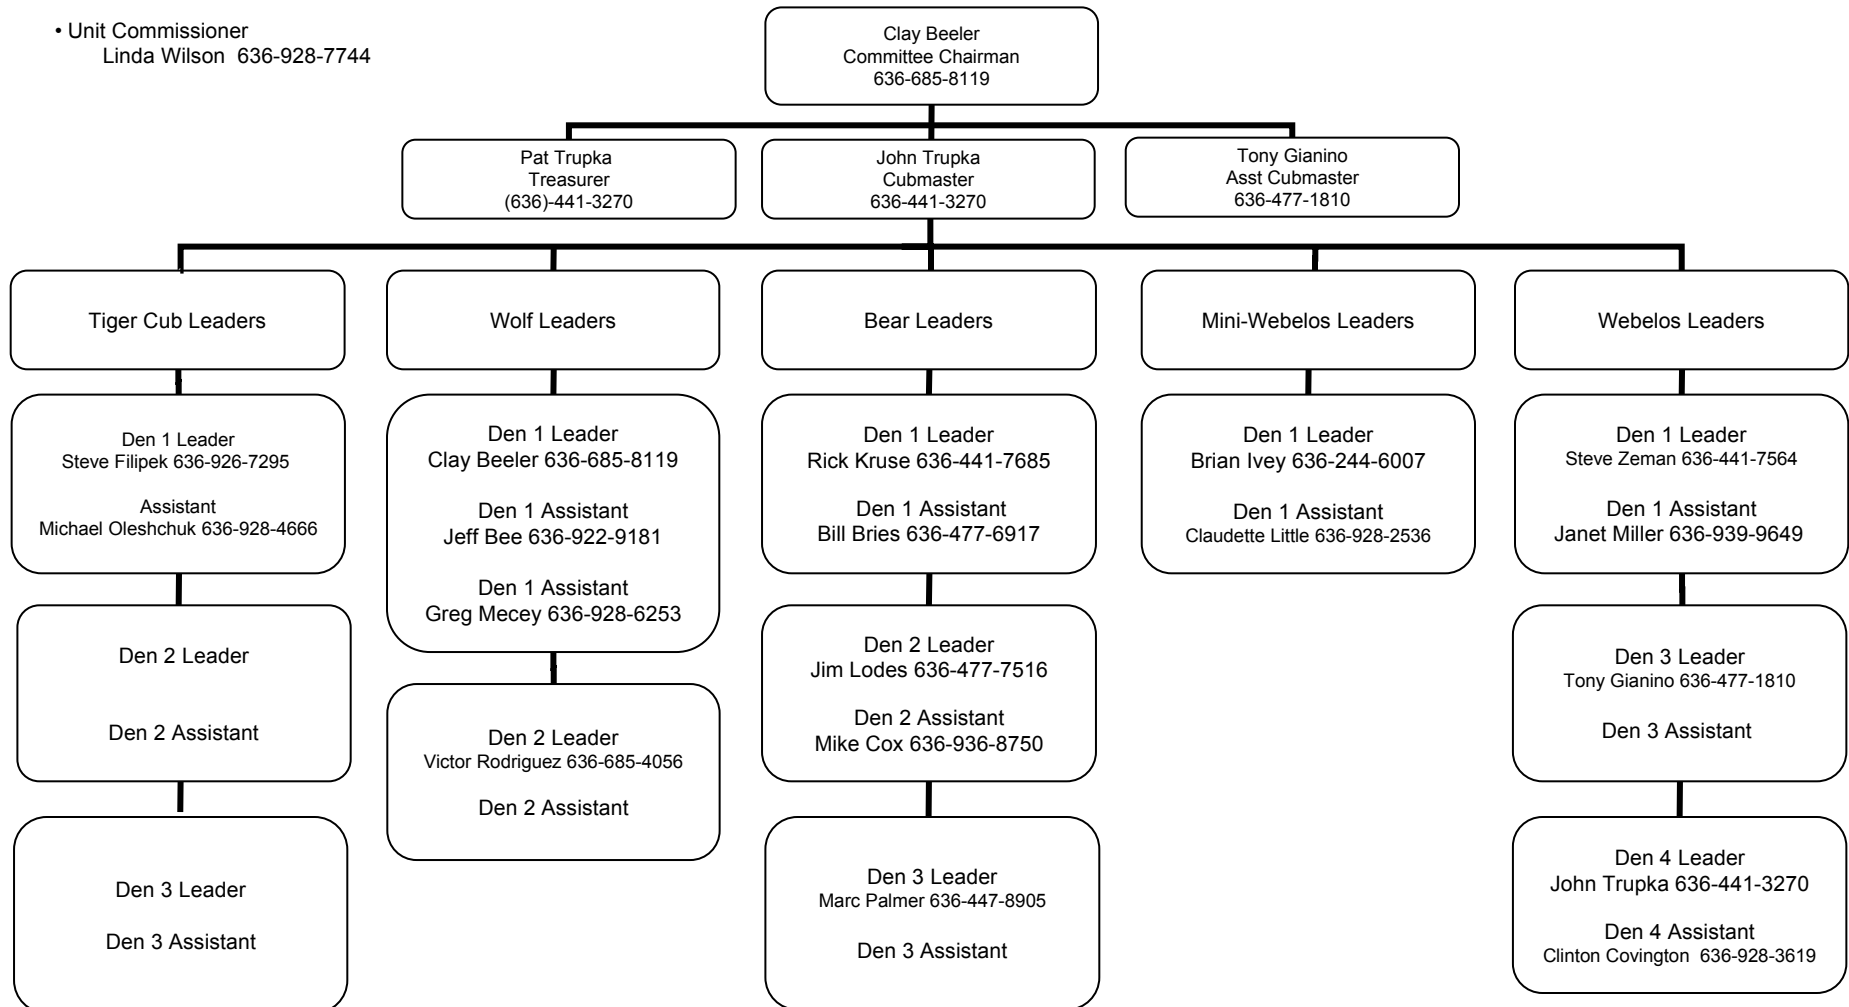 • Unit Commissioner
Linda Wilson 636-928-7744
Clay Beeler
Committee Chairman
636-685-8119
Pat Trupka
Treasurer
(636)-441-3270
John Trupka
Cubmaster
636-441-3270
Tony Gianino
Asst Cubmaster
636-477-1810
Tiger Cub Leaders
Wolf Leaders
Bear Leaders
Mini-Webelos Leaders
Webelos Leaders
Den 1 Leader
Steve Filipek 636-926-7295
Assistant
Michael Oleshchuk 636-928-4666
Den 1 Leader
Clay Beeler 636-685-8119
Den 1 Assistant
Jeff Bee 636-922-9181
Den 1 Assistant
Greg Mecey 636-928-6253
Den 1 Leader
Rick Kruse 636-441-7685
Den 1 Assistant
Bill Bries 636-477-6917
Den 1 Leader
Brian Ivey 636-244-6007
Den 1 Assistant
Claudette Little 636-928-2536
Den 1 Leader
Steve Zeman 636-441-7564
Den 1 Assistant
Janet Miller 636-939-9649
Den 2 Leader
Den 2 Assistant
Den 2 Leader
Victor Rodriguez 636-685-4056
Den 2 Assistant
Den 2 Leader
Jim Lodes 636-477-7516
Den 2 Assistant
Mike Cox 636-936-8750
Den 3 Leader
Tony Gianino 636-477-1810
Den 3 Assistant
Den 3 Leader
Den 3 Assistant
Den 3 Leader
Marc Palmer 636-447-8905
Den 3 Assistant
Den 4 Leader
John Trupka 636-441-3270
Den 4 Assistant
Clinton Covington 636-928-3619